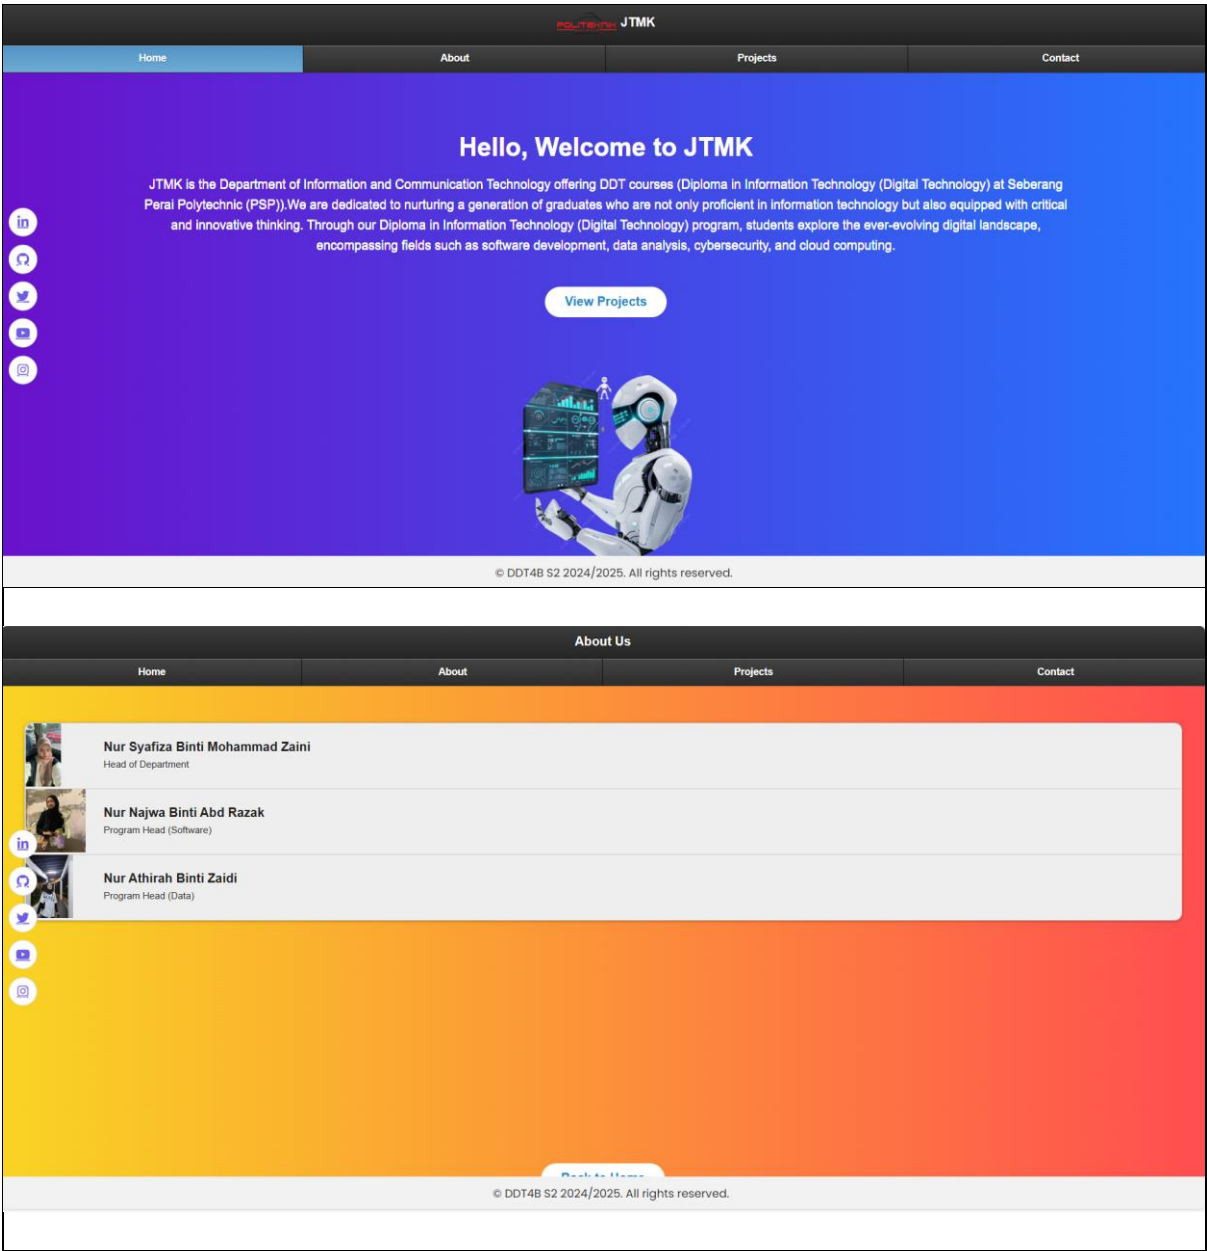 POLITEKNIK JTMK
Home About Projects Contact
Hello, Welcome to JTMK
JTMK is the Department of Information and Communication Technology offering DDT courses (Diploma in Information Technology (Digital Technology) at Seberang
Perai Polytechnic (PSP)).We are dedicated to nurturing a generation of graduates who are not only proficient in information technology but also equipped with critical
and innovative thinking. Through our Diploma in Information Technology (Digital Technology) program, students explore the ever-evolving digital landscape,
encompassing fields such as software development, data analysis, cybersecurity, and cloud computing.
in
View Projects
© DDT4B S2 2024/2025. All rights reserved.
About Us
Home About Projects Contact
Nur Syafiza Binti Mohammad Zaini
Head of Department
Nur Najwa Binti Abd Razak
Program Head (Software)
in
Nur Athirah Binti Zaidi
Program Head (Data)
Back to Home
© DDT4B S2 2024/2025. All rights reserved.